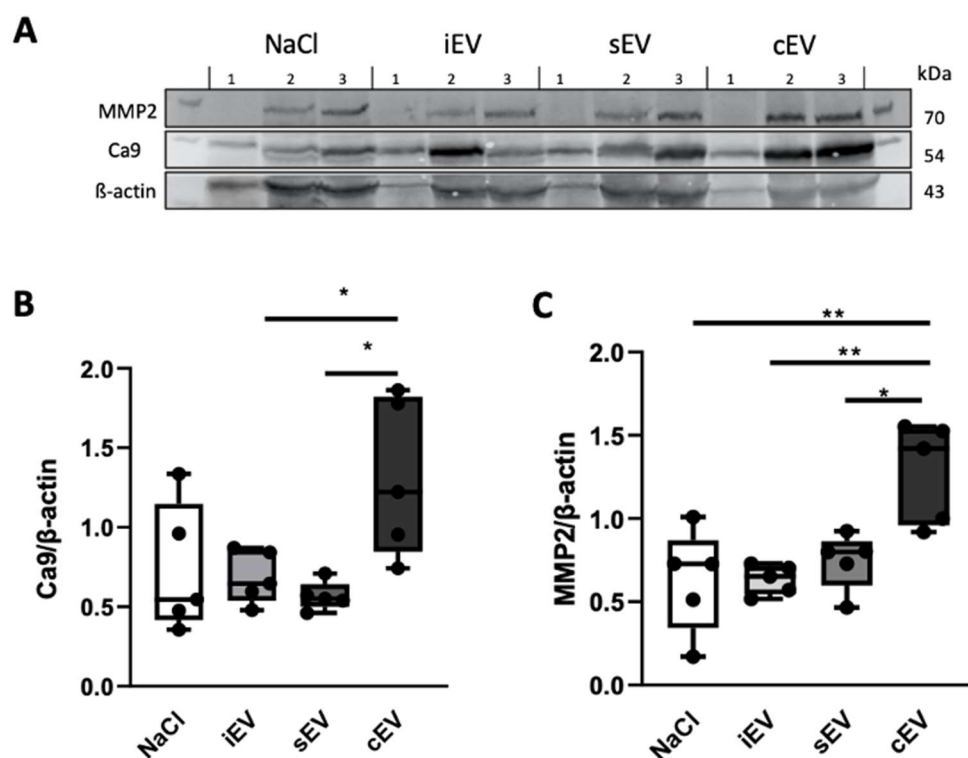 A
NaCl iEV sEV cEV
1 2 3 1 2 3 1 2 3 1 2 3 kDa
MMP2 70
Ca9 54
ß-actin 43
B
*
*
Ca9/β-actin
2.0
1.5
1.0
0.5
0.0
NaCl iEV sEV cEV
C
**
**
*
MMP2/β-actin
2.0
1.5
1.0
0.5
0.0
NaCl iEV sEV cEV